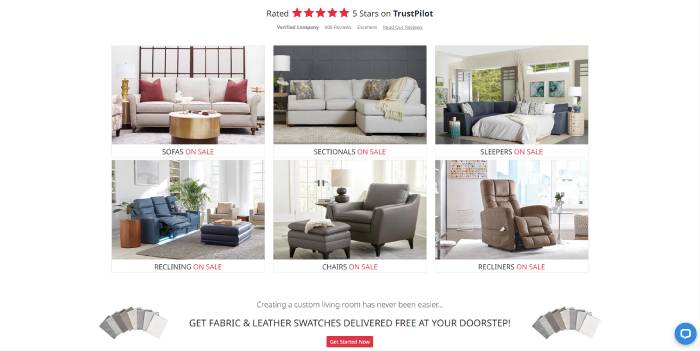 Rated 5 Stars on TrustPilot
Verified Company 608 Reviews Excellent Read Our Reviews
SOFAS ON SALE
SECTIONALS ON SALE
SLEEPERS ON SALE
RECLINING ON SALE
CHAIRS ON SALE
RECLINERS ON SALE
Creating a custom living room has never been easier...
GET FABRIC & LEATHER SWATCHES DELIVERED FREE AT YOUR DOORSTEP!
Get Started Now